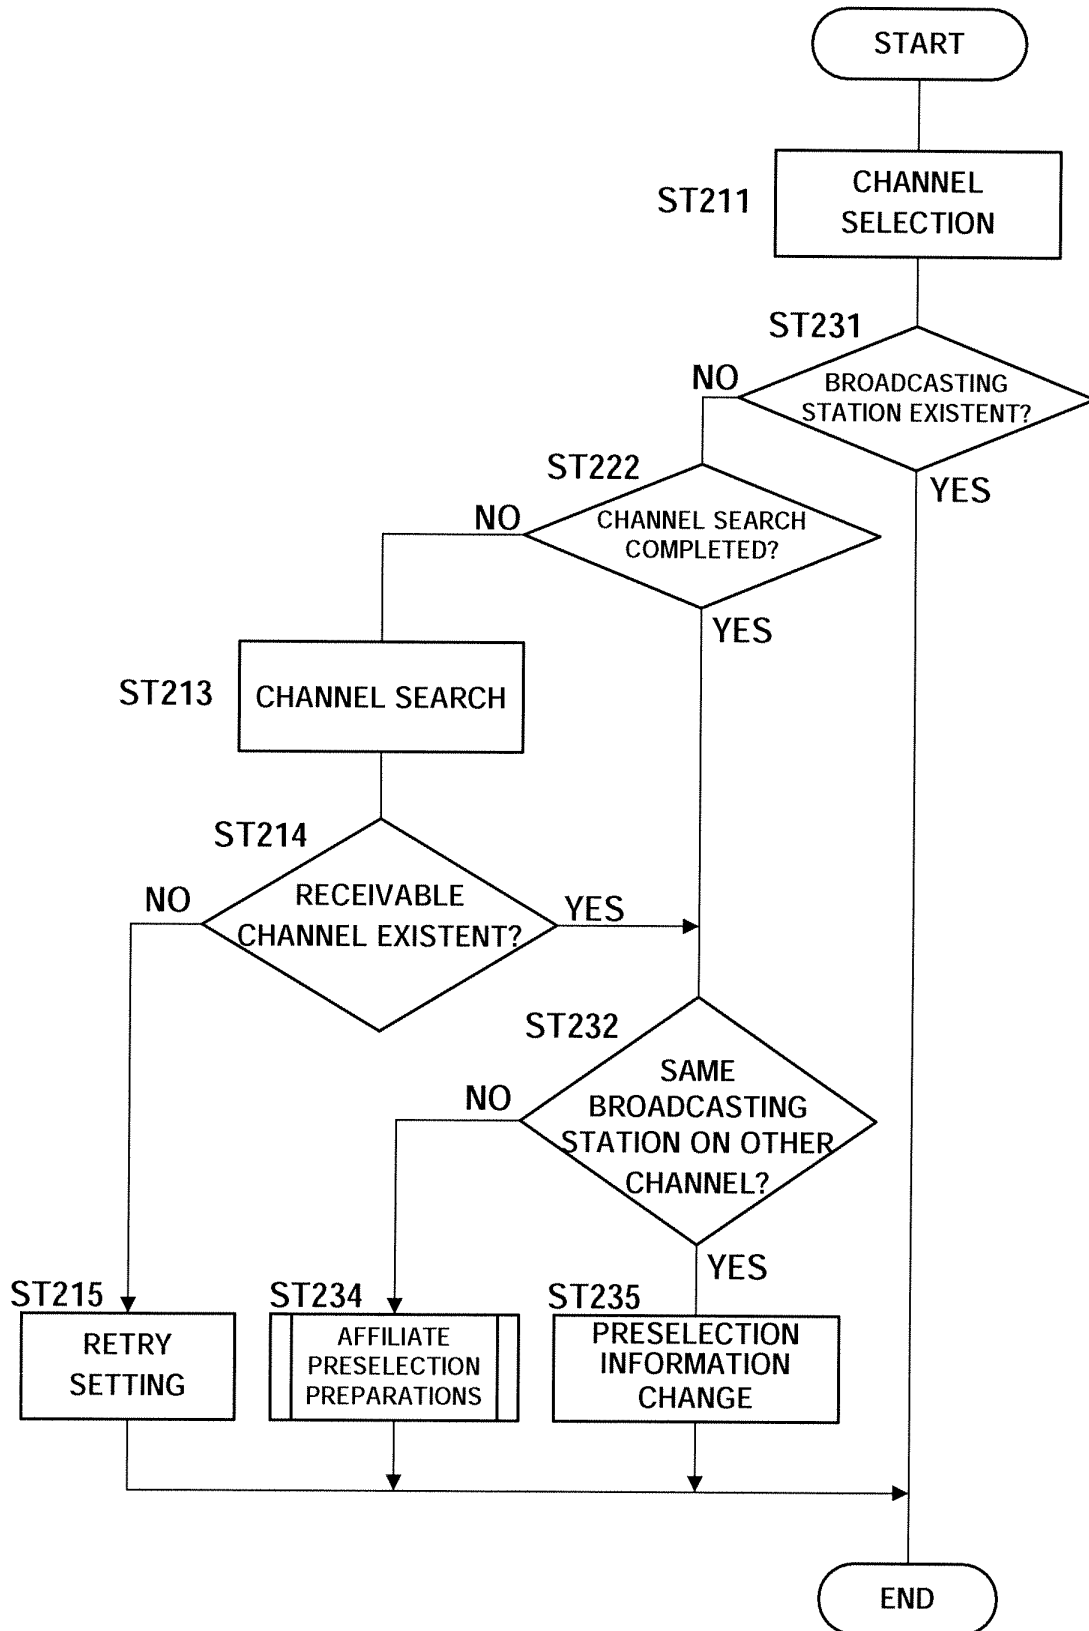 START
ST211
CHANNEL
SELECTION
ST231
NO
BROADCASTING
STATION EXISTENT?
YES
ST222
NO
CHANNEL SEARCH
COMPLETED?
YES
ST213
CHANNEL SEARCH
ST214
NO
RECEIVABLE
CHANNEL EXISTENT?
YES
ST232
NO
SAME
BROADCASTING
STATION ON OTHER
CHANNEL?
YES
ST215
RETRY
SETTING
ST234
AFFILIATE
PRESELECTION
PREPARATIONS
ST235
PRESELECTION
INFORMATION
CHANGE
END